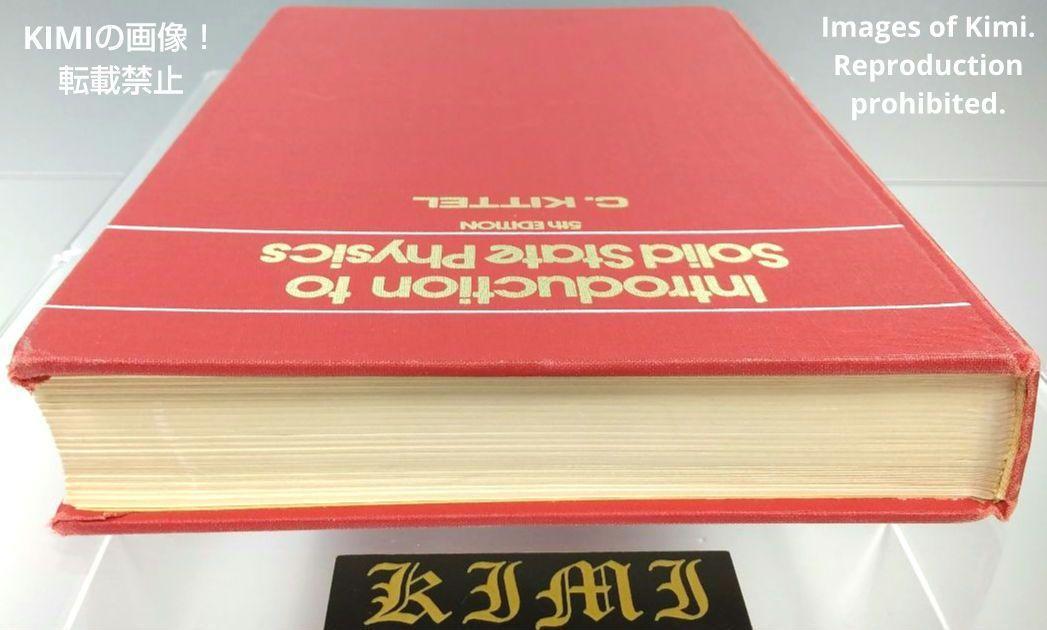 KIMIの画像！
転載禁止
Images of Kimi.
Reproduction
prohibited.
Introduction to
Solid State Physics
5th EDITION
C. KITTEL
KIMI